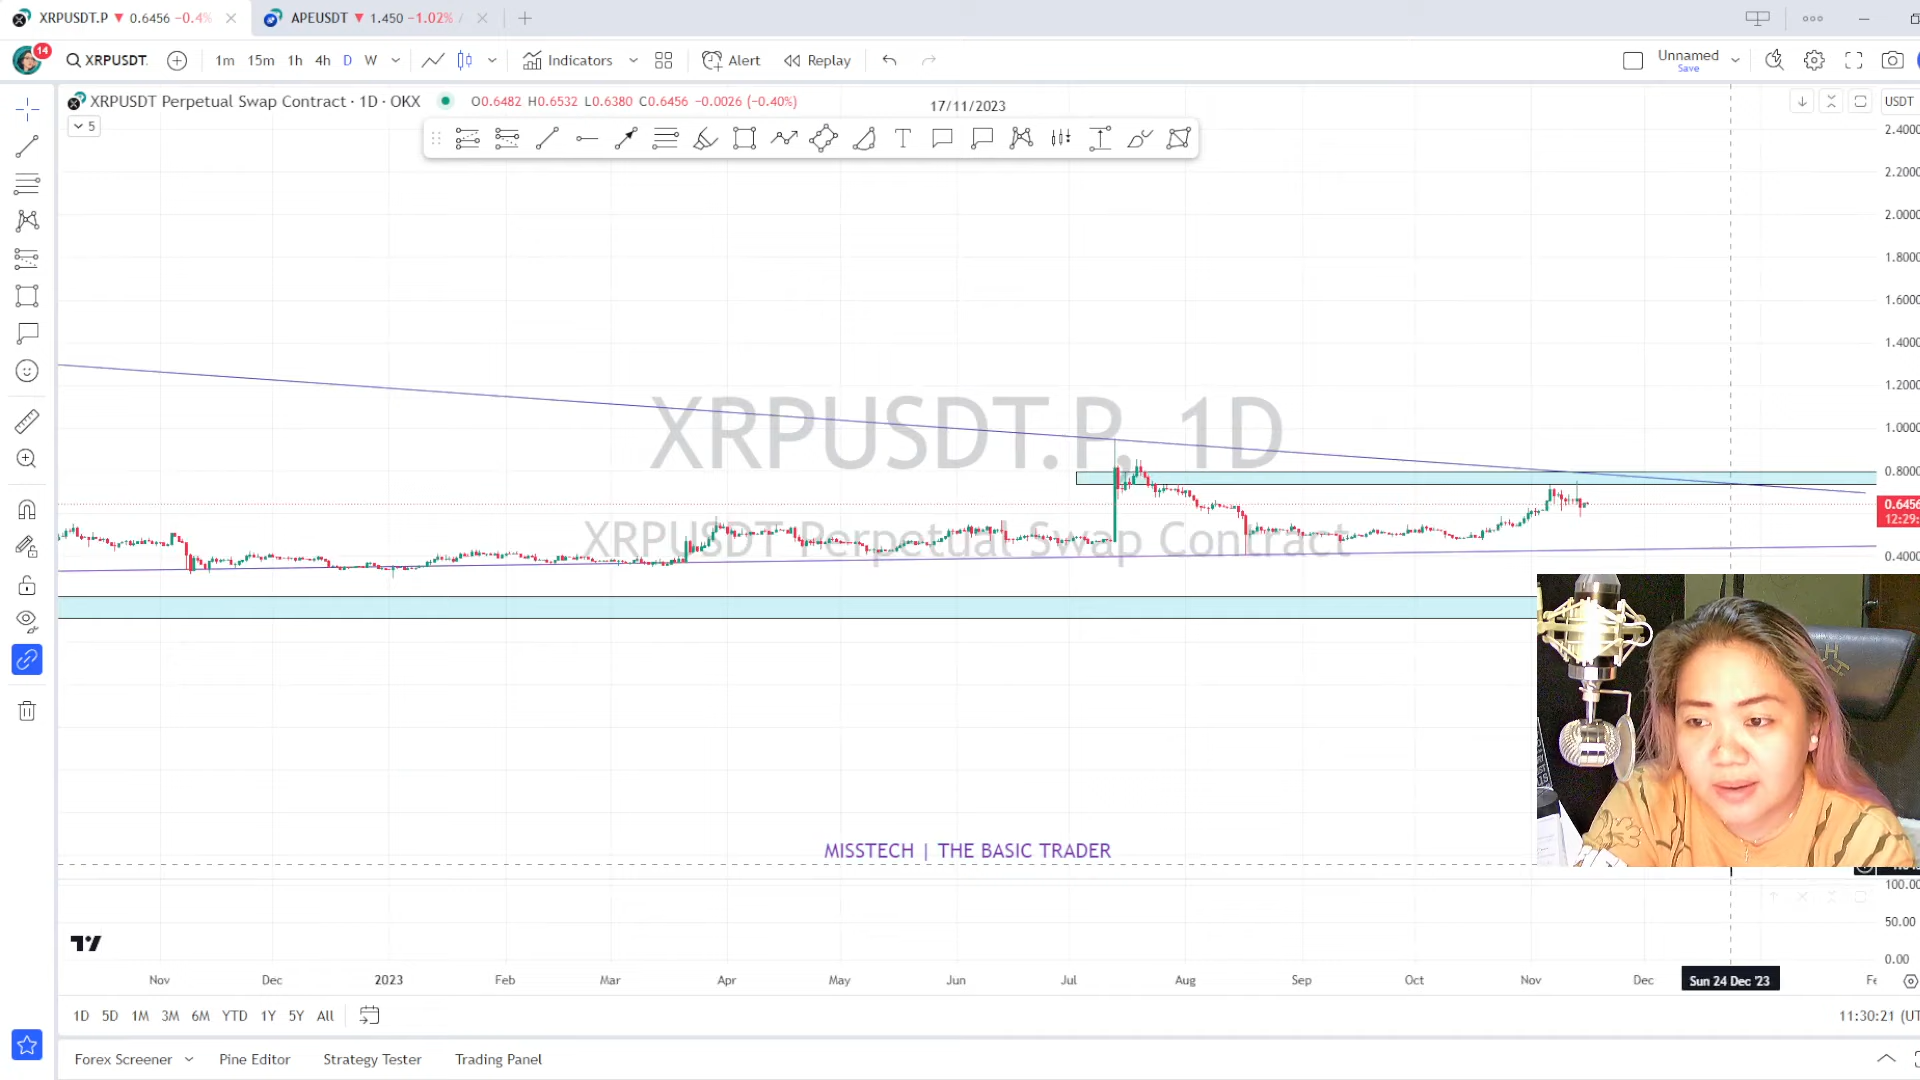 XRPUSDT.P 0.6456 −0.4%
APEUSDT 1.450 −1.02% /
14
XRPUSDT.
1m 15m 1h 4h D W
Indicators
Alert
Replay
Unnamed
Save
XRPUSDT Perpetual Swap Contract · 1D · OKX
O0.6482 H0.6532 L0.6380 C0.6456 −0.0026 (−0.40%)
17/11/2023
USDT
5
2.4000
2.2000
2.0000
1.8000
1.6000
1.4000
1.2000
1.0000
0.8000
0.6456
12:29:
0.4000
XRPUSDT.P, 1D
XRPUSDT Perpetual Swap Contract
MISSTECH | THE BASIC TRADER
100.00
50.00
0.00
Nov Dec 2023 Feb Mar Apr May Jun Jul Aug Sep Oct Nov Dec Sun 24 Dec '23 Fe
1D 5D 1M 3M 6M YTD 1Y 5Y All
11:30:21 (UT
Forex Screener Pine Editor Strategy Tester Trading Panel